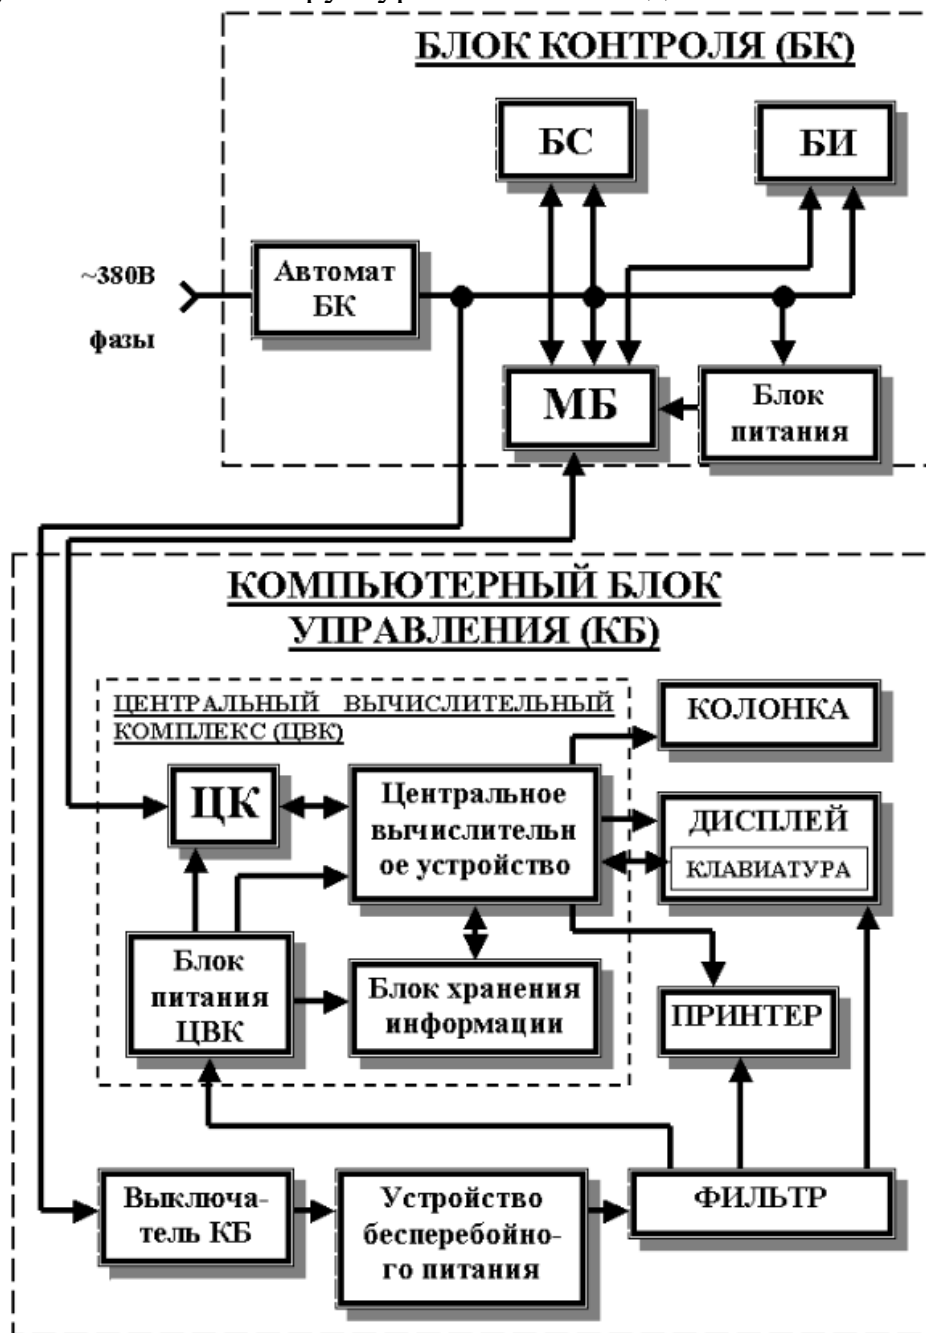 БЛОК КОНТРОЛЯ (БК)
БС
БИ
~380В
фазы
Автомат
БК
МБ
Блок
питания
КОМПЬЮТЕРНЫЙ БЛОК
УПРАВЛЕНИЯ (КБ)
ЦЕНТРАЛЬНЫЙ ВЫЧИСЛИТЕЛЬНЫЙ
КОМПЛЕКС (ЦВК)
КОЛОНКА
ЦК
Центральное
вычислительн
ое устройство
ДИСПЛЕЙ
КЛАВИАТУРА
Блок
питания
ЦВК
Блок хранения
информации
ПРИНТЕР
Выключа-
тель КБ
Устройство
бесперебойно-
го питания
ФИЛЬТР